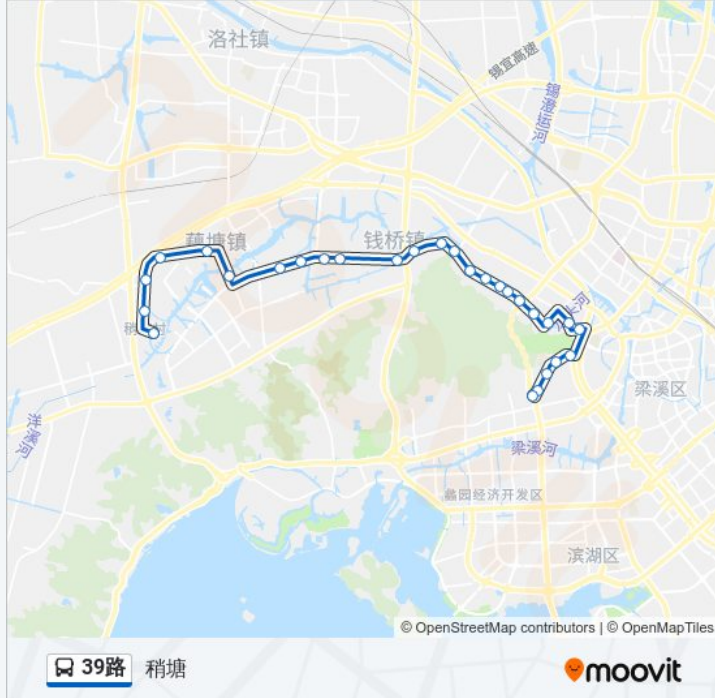 洛社镇
锡宜高速
锡澄运河
藕塘镇
钱桥镇
梁溪区
洋溪河
梁溪河
蠡园经济开发区
滨湖区
© OpenStreetMap contributors | © OpenMapTiles
39路 稍塘
moovit